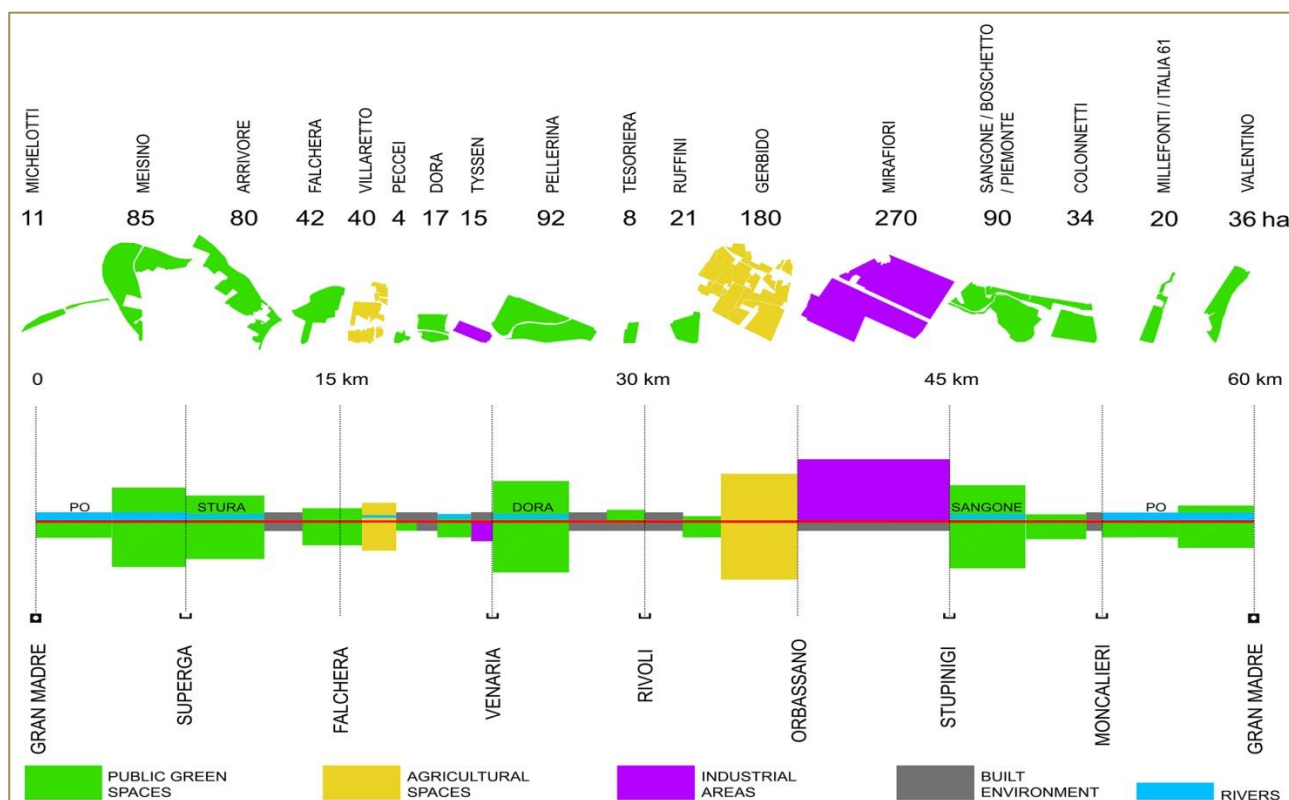 MICHELOTTI
MEISINO
ARRIVORE
FALCHERA
VILLARETTO
PECCEI
DORA
TYSSEN
PELLERINA
TESORIERA
RUFFINI
GERBIDO
MIRAFIORI
SANGONE / BOSCHETTO
/ PIEMONTE
COLONNETTI
MILLEFONTI / ITALIA 61
VALENTINO
11 85 80 42 40 4 17 15 92 8 21 180 270 90 34 20 36 ha
0 15 km 30 km 45 km 60 km
PO STURA DORA SANGONE PO
GRAN MADRE
SUPERGA
FALCHERA
VENARIA
RIVOLI
ORBASSANO
STUPINIGI
MONCALIERI
GRAN MADRE
PUBLIC GREEN
SPACES
AGRICULTURAL
SPACES
INDUSTRIAL
AREAS
BUILT
ENVIRONMENT
RIVERS